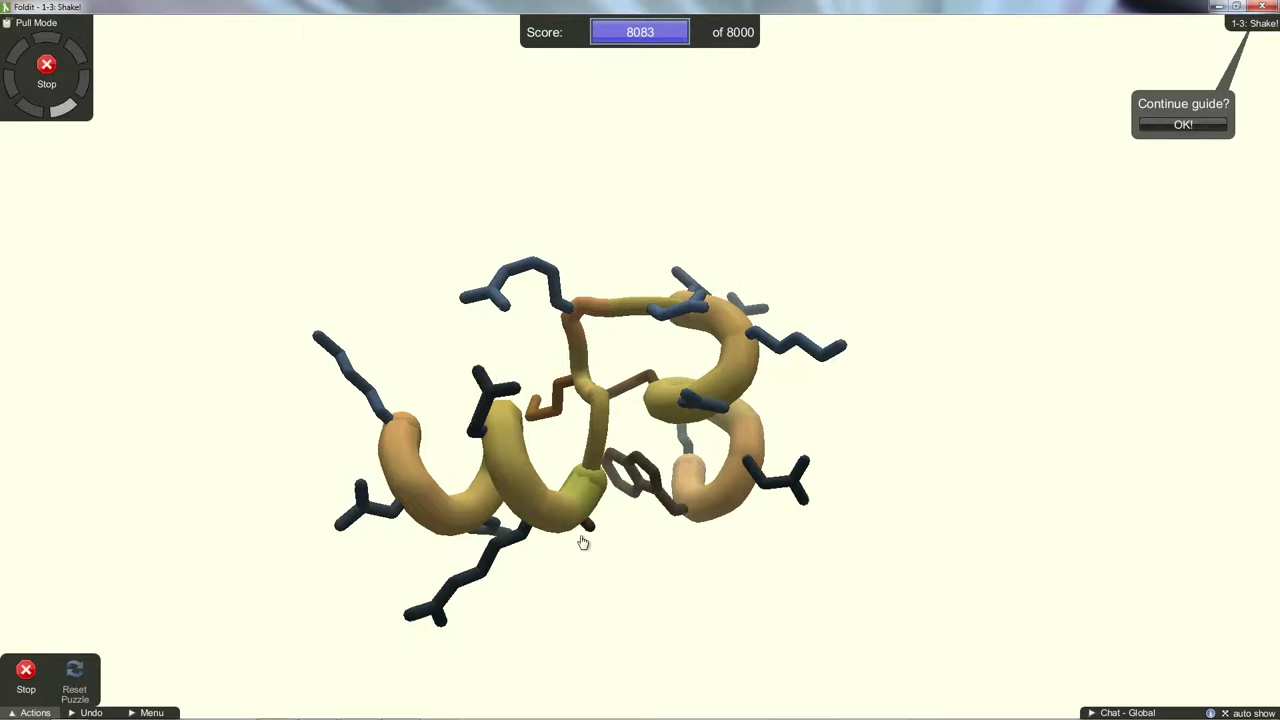 Foldit - 1-3: Shake!
Pull Mode
Stop
Score: 8083 of 8000
1-3: Shake!
Continue guide?
OK!
Stop
Reset
Puzzle
Actions Undo Menu
Chat - Global auto show